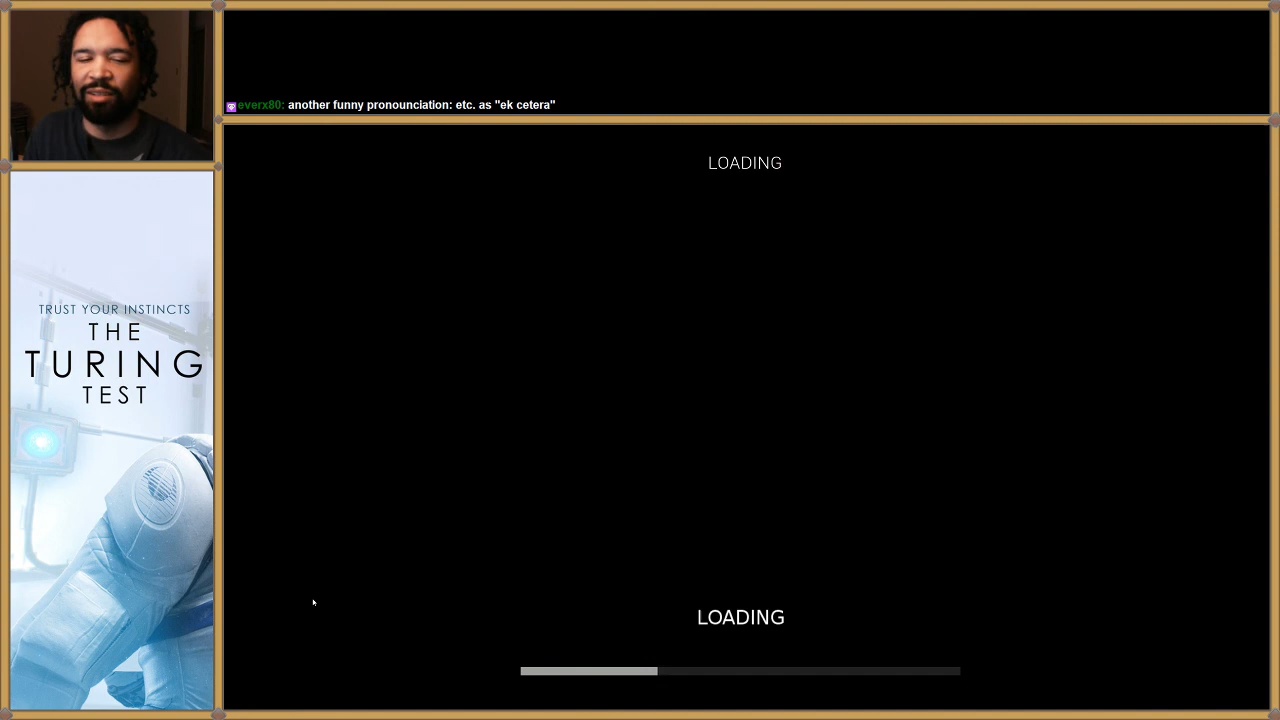 everx80: another funny pronounciation: etc. as "ek cetera"
LOADING
TRUST YOUR INSTINCTS
THE
TURING
TEST
LOADING